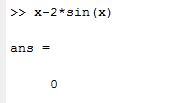 >> x-2*sin(x)
ans =
0